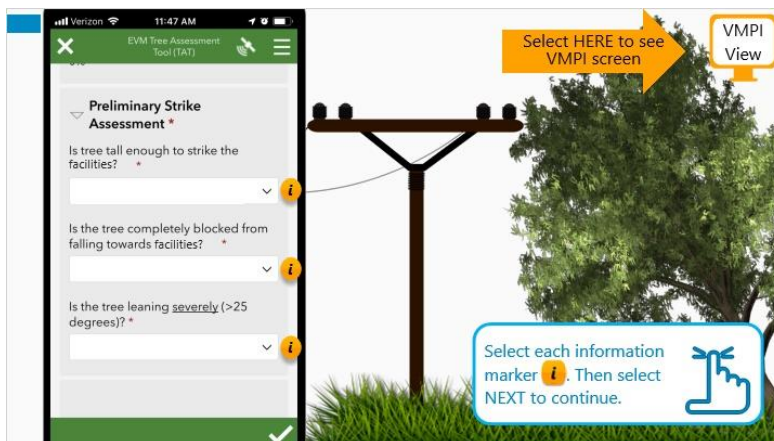 Verizon 11:47 AM
EVM Tree Assessment
Tool (TAT)
Preliminary Strike
Assessment *
Is tree tall enough to strike the
facilities? *
i
Is the tree completely blocked from
falling towards facilities? *
i
Is the tree leaning severely (>25
degrees)? *
i
Select HERE to see
VMPI screen
VMPI
View
Select each information
marker i. Then select
NEXT to continue.